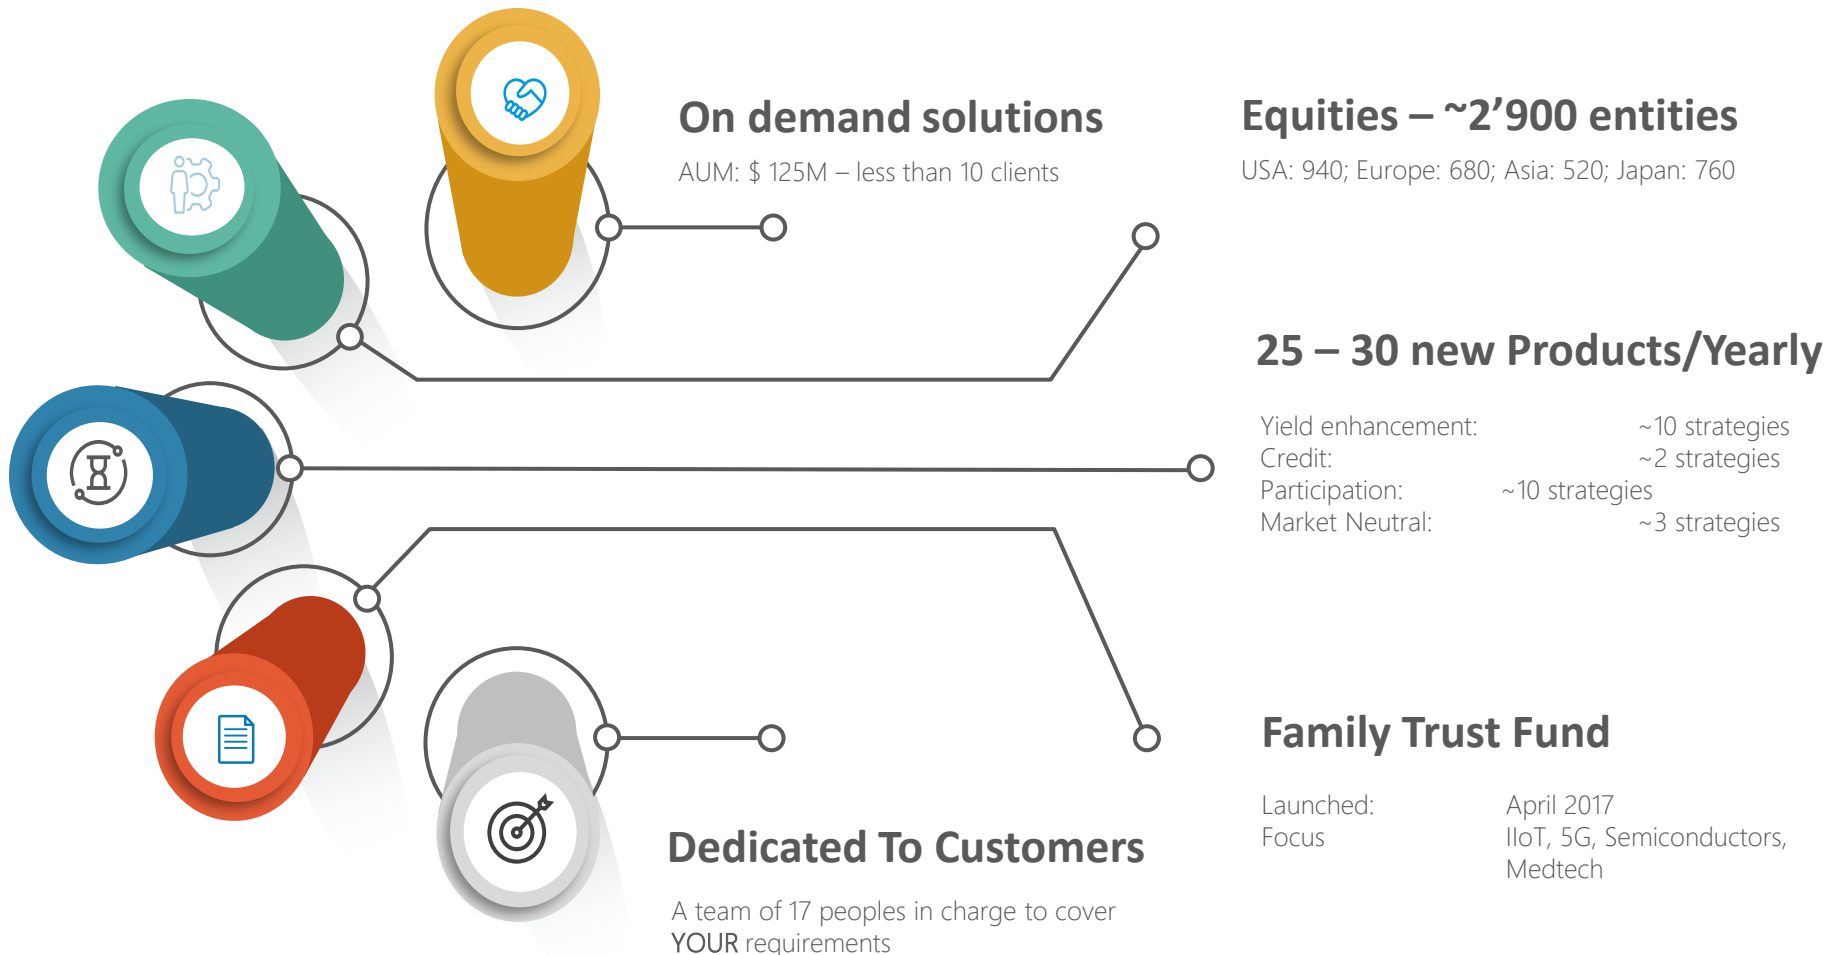 On demand solutions
AUM: $ 125M – less than 10 clients
Equities – ~2’900 entities
USA: 940; Europe: 680; Asia: 520; Japan: 760
25 – 30 new Products/Yearly
Yield enhancement: ~10 strategies
Credit: ~2 strategies
Participation: ~10 strategies
Market Neutral: ~3 strategies
Family Trust Fund
Launched: April 2017
Focus IIoT, 5G, Semiconductors,
Medtech
Dedicated To Customers
A team of 17 peoples in charge to cover
YOUR requirements